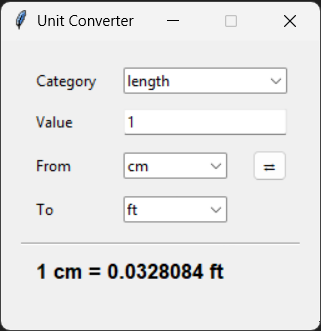 Unit Converter
Category length
Value 1
From cm ⇄
To ft
1 cm = 0.0328084 ft